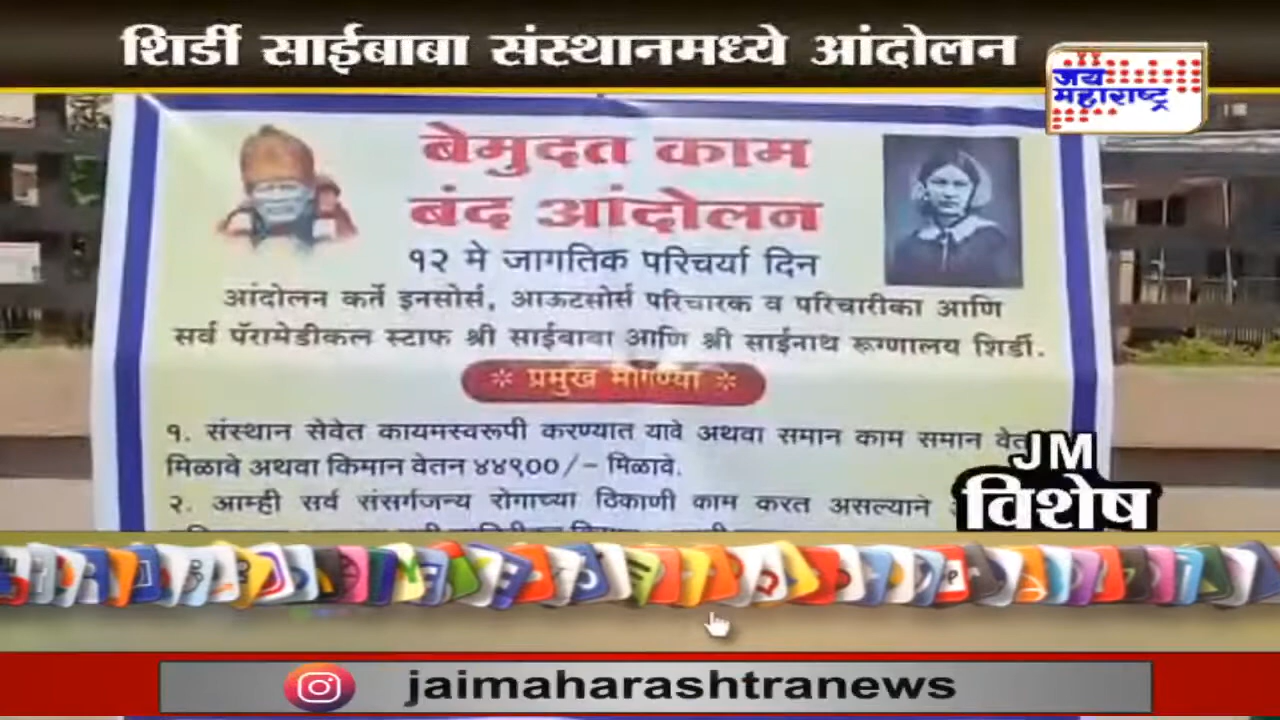 शिर्डी साईबाबा संस्थानमध्ये आंदोलन
जय
महाराष्ट्र
बेमुदत काम
बंद आंदोलन
१२ मे जागतिक परिचर्या दिन
आंदोलन कर्ते इनसोर्स, आऊटसोर्स परिचारक व परिचारीका आणि
सर्व पॅरामेडीकल स्टाफ श्री साईबाबा आणि श्री साईनाथ रूग्णालय शिर्डी.
प्रमुख मागण्या
१. संस्थान सेवेत कायमस्वरूपी करण्यात यावे अथवा समान काम समान
मिळावे अथवा किमान वेतन ४४९००/- मिळावे.
२. आम्ही सर्व संसर्गजन्य रोगाच्या ठिकाणी काम करत असल्याने
JM
विशेष
jaimaharashtranews